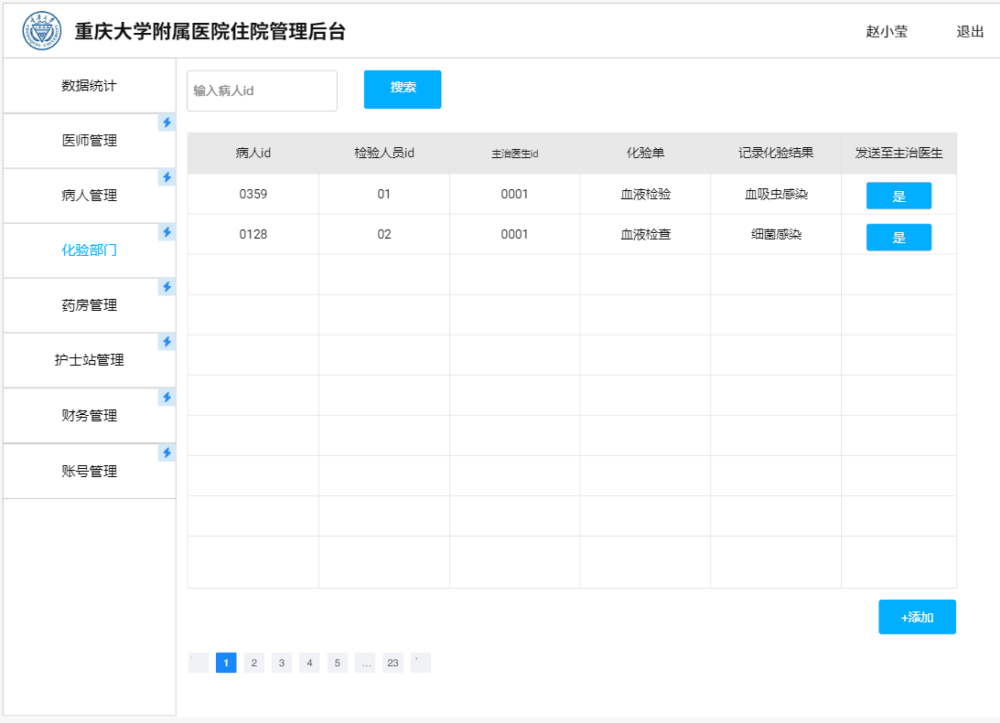 重庆大学附属医院住院管理后台
赵小莹 退出
数据统计
医师管理
病人管理
化验部门
药房管理
护士站管理
财务管理
账号管理
输入病人id 搜索
病人id 检验人员id 主治医生id 化验单 记录化验结果 发送至主治医生
0359 01 0001 血液检验 血吸虫感染 是
0128 02 0001 血液检查 细菌感染 是
+添加
1 2 3 4 5 ... 23